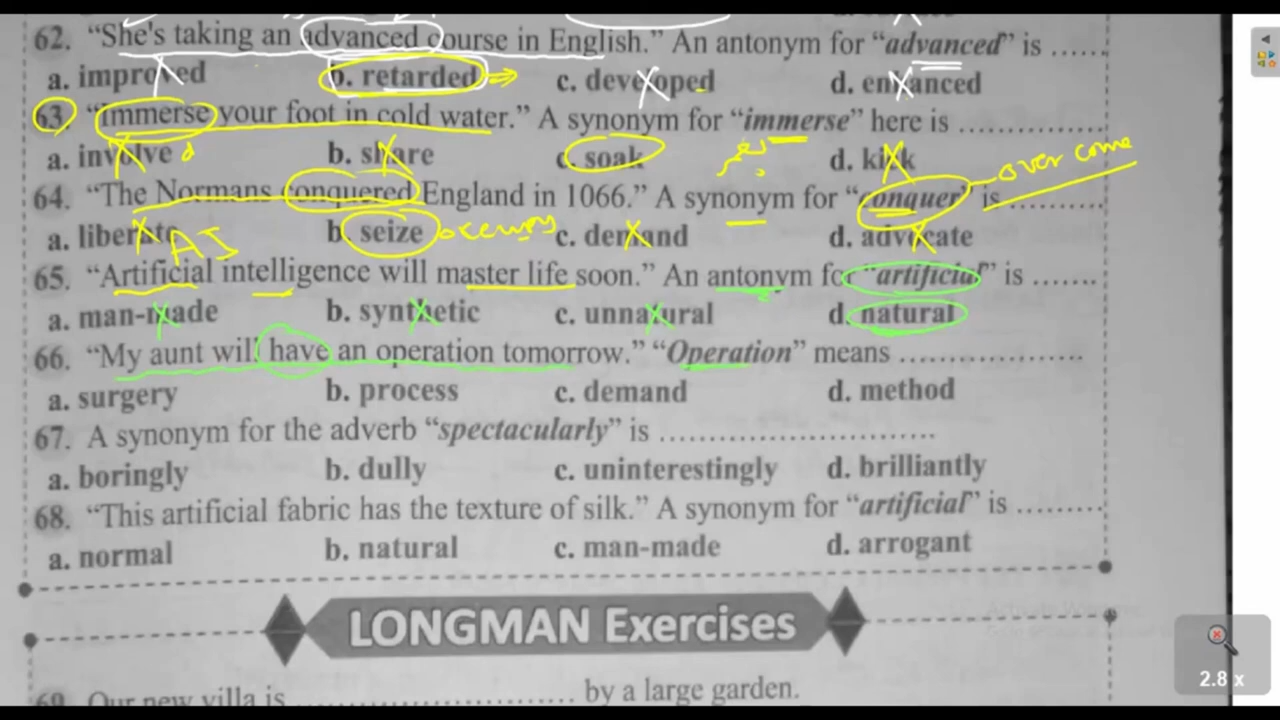 62. “She's taking an advanced course in English.” An antonym for “advanced” is ......
a. improved b. retarded c. developed d. enhanced
63. “Immerse your foot in cold water.” A synonym for “immerse” here is ...............
a. involve b. share c. soak d. kick
over come
64. “The Normans conquered England in 1066.” A synonym for “conquer” is ..........
a. liberate b. seize c. demand d. advocate
AI
65. “Artificial intelligence will master life soon.” An antonym for “artificial” is .......
a. man-made b. synthetic c. unnatural d. natural
66. “My aunt will have an operation tomorrow.” “Operation” means ....................
a. surgery b. process c. demand d. method
67. A synonym for the adverb “spectacularly” is .............................
a. boringly b. dully c. uninterestingly d. brilliantly
68. “This artificial fabric has the texture of silk.” A synonym for “artificial” is .........
a. normal b. natural c. man-made d. arrogant
LONGMAN Exercises
69. Our new villa is ............................... by a large garden.
2.8 x